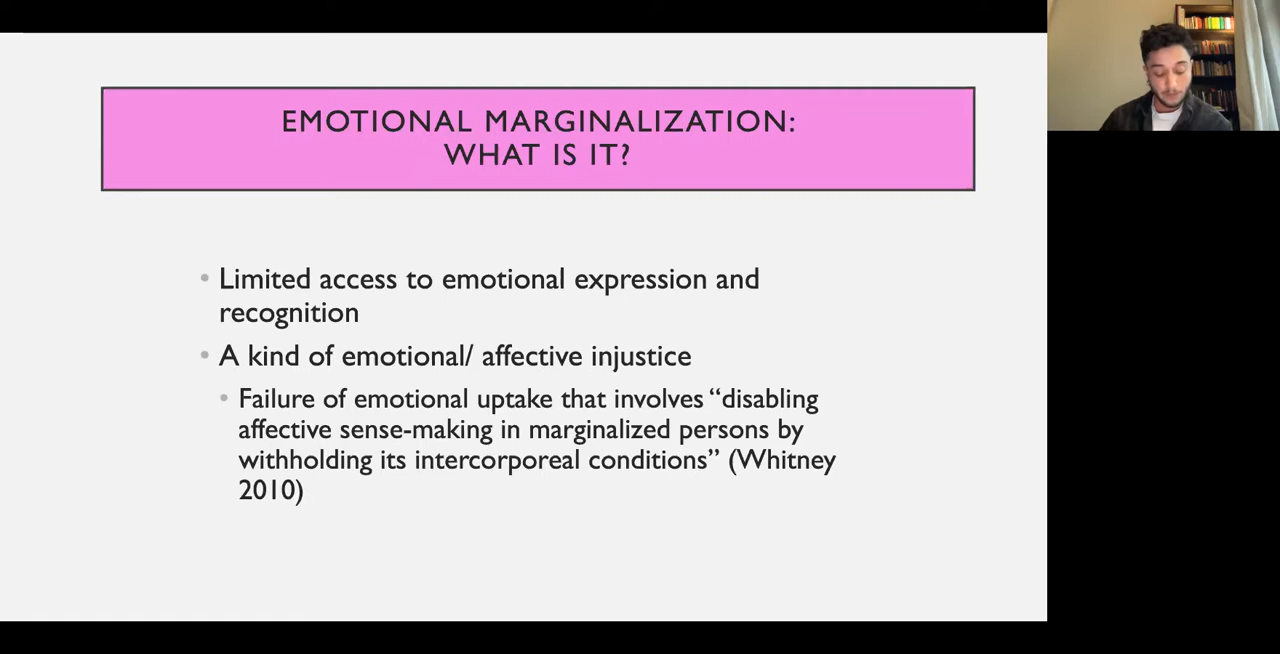 EMOTIONAL MARGINALIZATION:
WHAT IS IT?
• Limited access to emotional expression and
recognition
• A kind of emotional/ affective injustice
• Failure of emotional uptake that involves “disabling
affective sense-making in marginalized persons by
withholding its intercorporeal conditions” (Whitney
2010)